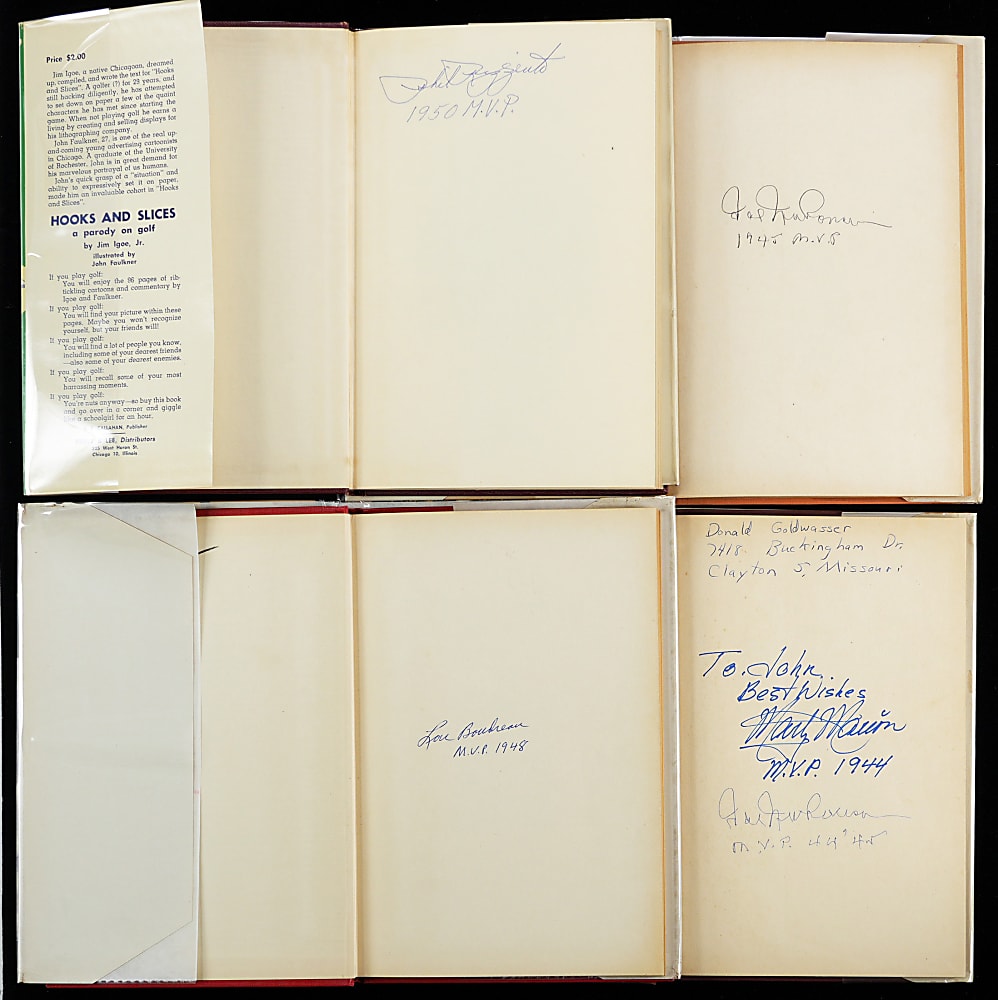 Price $2.00
Jim Igoe, a native Chicagoan, dreamed
up, compiled, and wrote the text for "Hooks
and Slices". A golfer (?) for 23 years, and
still hacking diligently, he has attempted
to set down on paper a few of the quaint
characters he has met since starting the
game. When not playing golf he earns a
living by creating and selling displays for
his lithographing company.
John Faulkner, 27, is one of the real up-
and-coming young advertising cartoonists
in Chicago. A graduate of the University
of Rochester, John is in great demand for
his marvelous portrayal of us humans.
John's quick grasp of a "situation" and
ability to expressively set it on paper,
made him an invaluable cohort in "Hooks
and Slices".
HOOKS AND SLICES
a parody on golf
by Jim Igoe, Jr.
illustrated by
John Faulkner
If you play golf:
You will enjoy the 96 pages of rib-
tickling cartoons and commentary by
Igoe and Faulkner.
If you play golf:
You will find your picture within these
pages. Maybe you won't recognize
yourself, but your friends will!
If you play golf:
You will find a lot of people you know,
including some of your dearest friends
—also some of your dearest enemies.
If you play golf:
You will recall some of your most
harrassing moments.
If you play golf:
You're nuts anyway—so buy this book
and go over in a corner and giggle
like a schoolgirl for an hour.
CALLAHAN, Publisher
Distributors
West Huron St.
Chicago 10, Illinois
Phil Rizzuto
1950 M.V.P.
Hal Newhouser
1945 M.V.P
Lou Boudreau
M.V.P. 1948
Donald Goldwasser
7418 Buckingham Dr.
Clayton 5, Missouri
To John
Best Wishes
Marty Marion
M.V.P. 1944
Hal Newhouser
M.V.P. 44 45